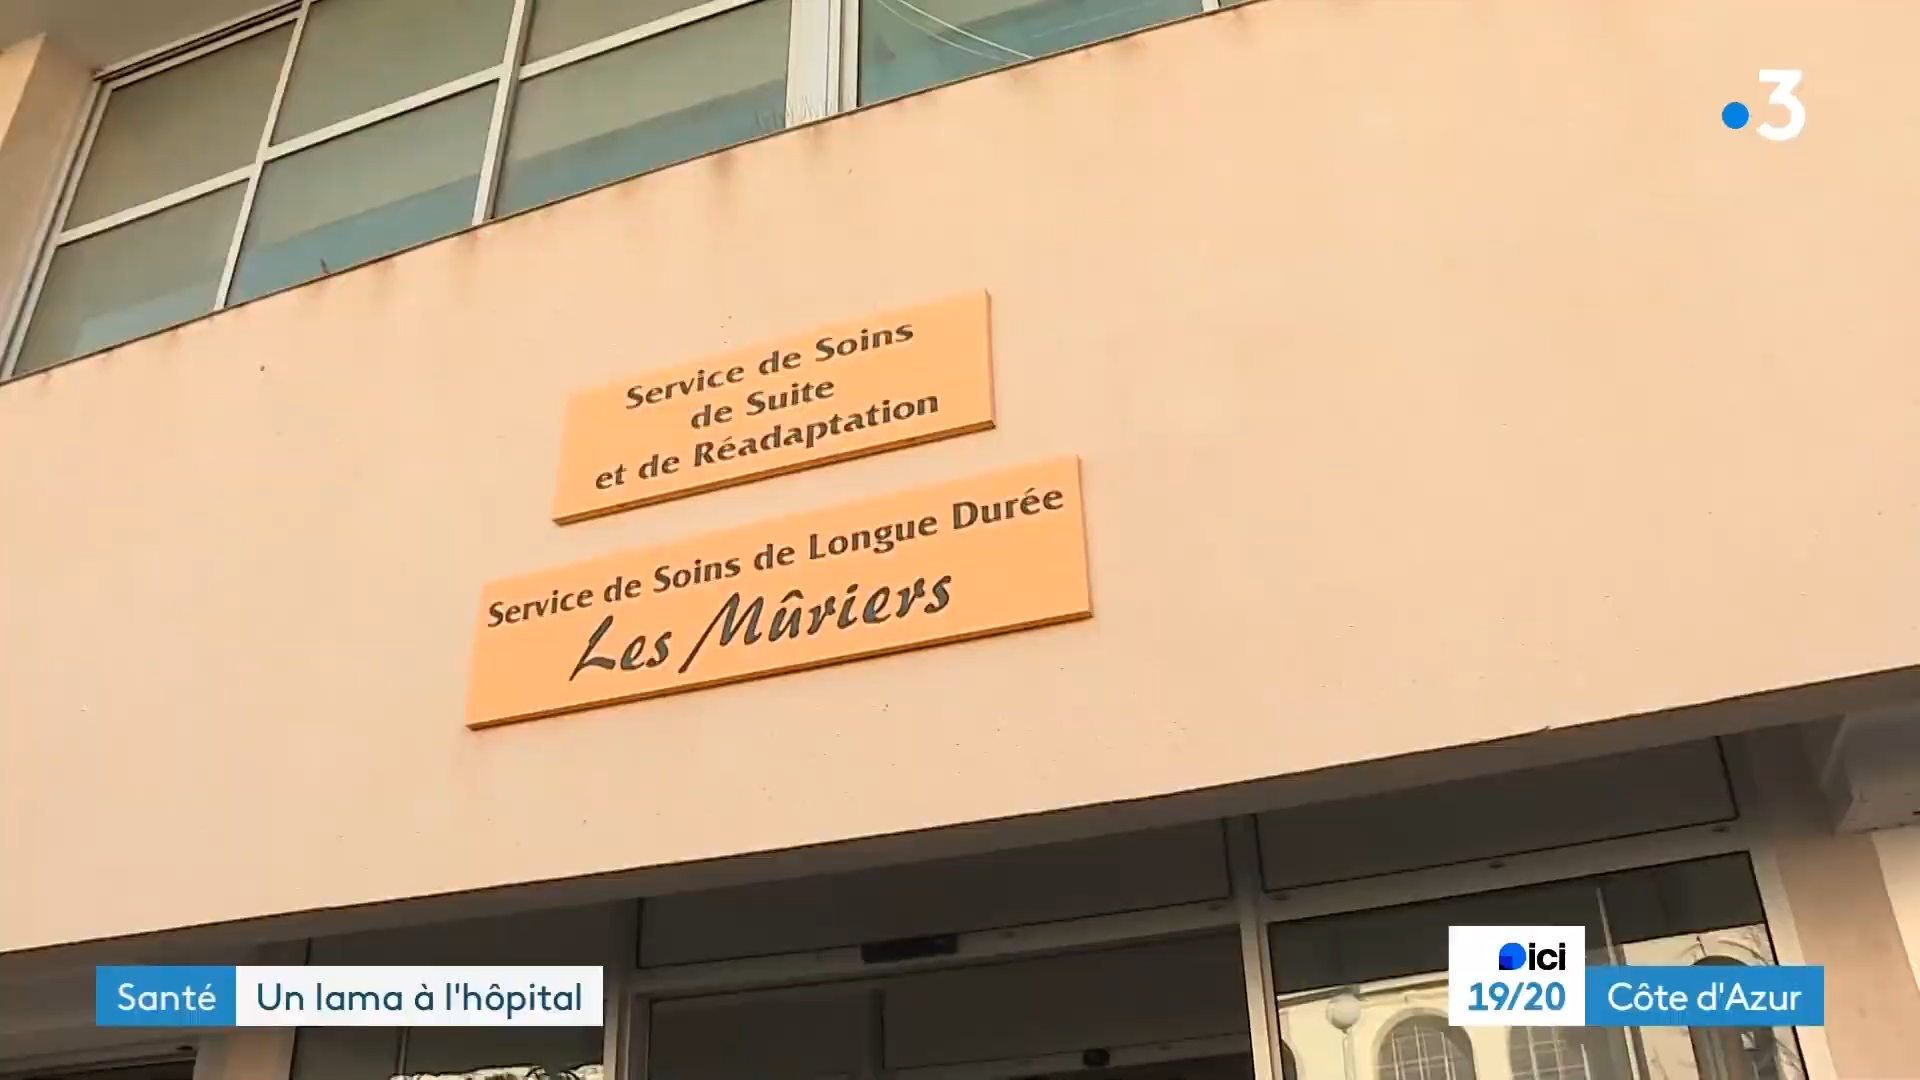 3
Service de Soins
de Suite
et de Réadaptation
Service de Soins de Longue Durée
Les Mûriers
Santé
Un lama à l'hôpital
ici
19/20
Côte d'Azur